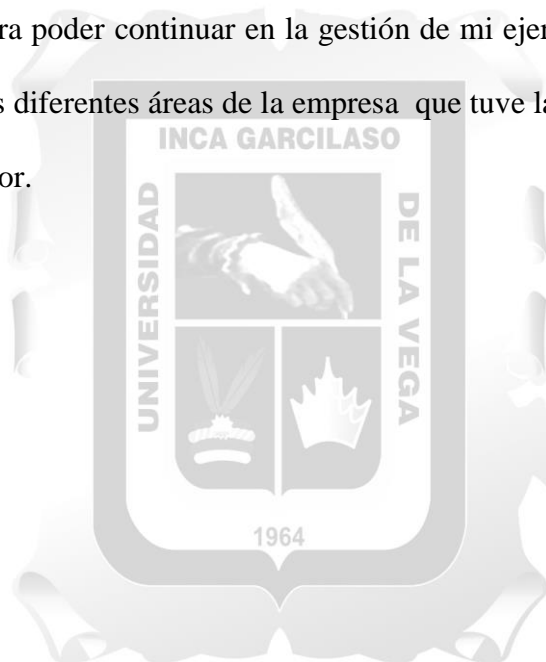 ra poder continuar en la gestión de mi ejer
s diferentes áreas de la empresa que tuve la
INCA GARCILASO
or.
UNIVERSIDAD
DE LA VEGA
1964